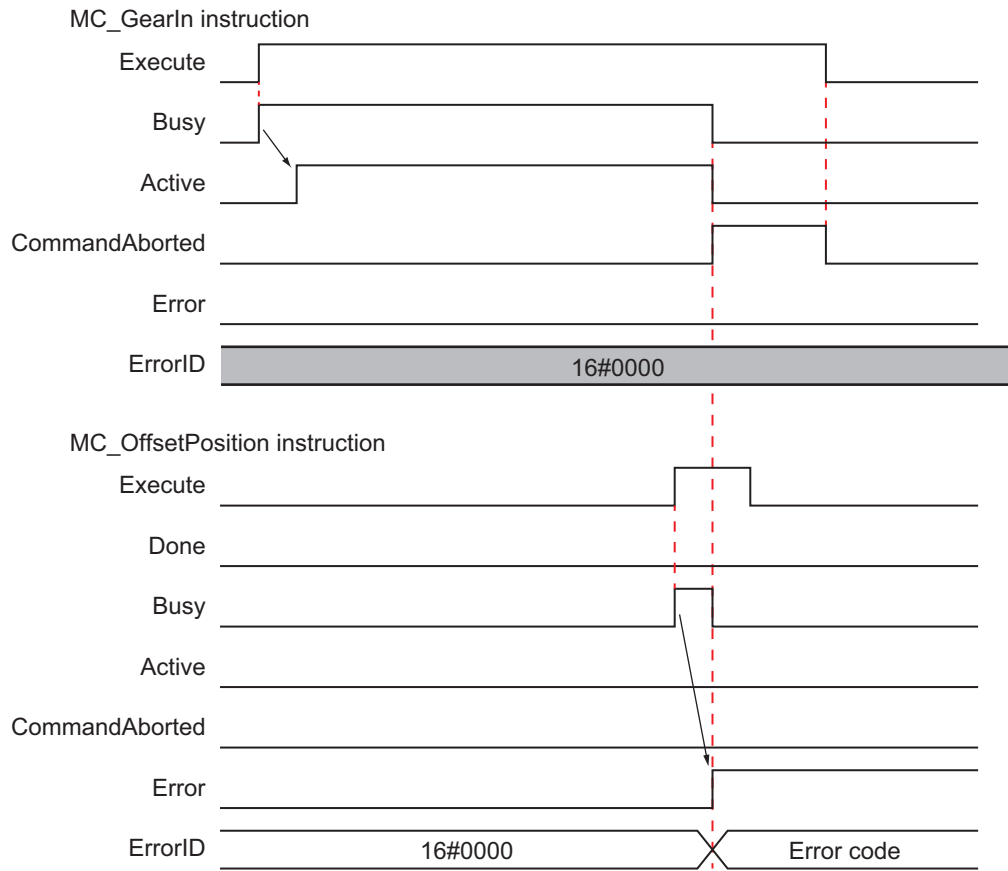 MC_GearIn instruction
Execute
Busy
Active
CommandAborted
Error
ErrorID
16#0000
MC_OffsetPosition instruction
Execute
Done
Busy
Active
CommandAborted
Error
ErrorID
16#0000
Error code